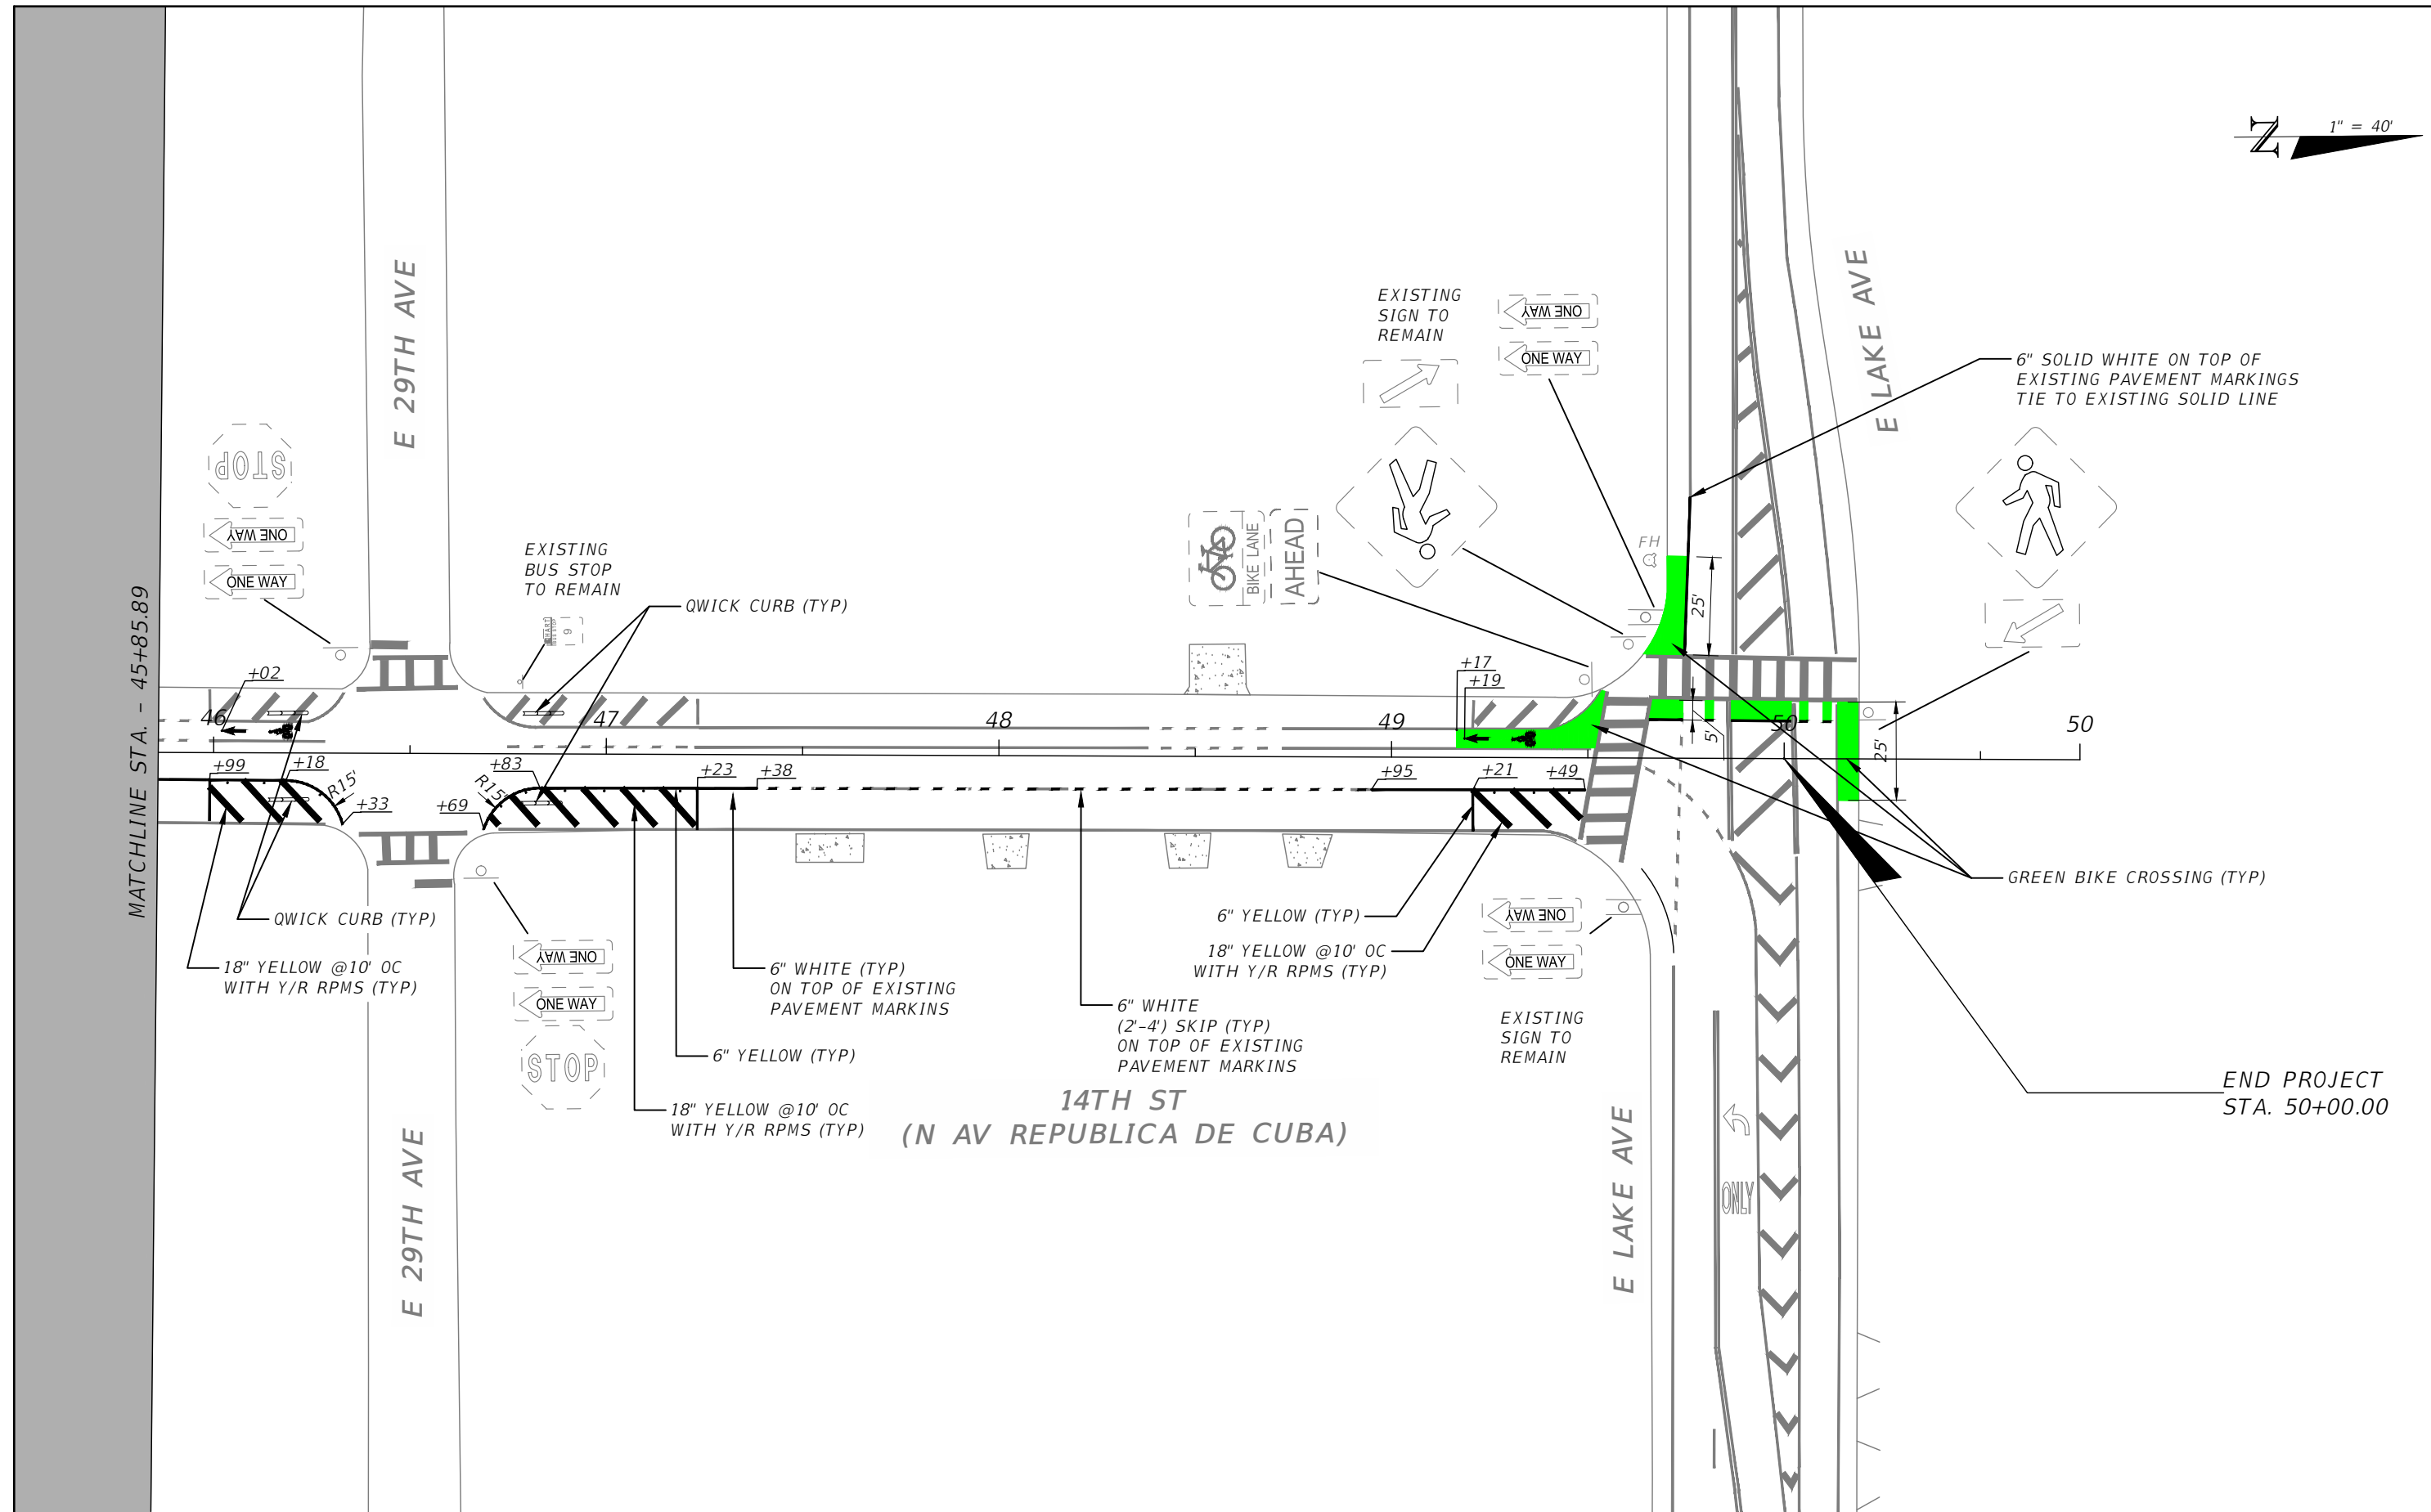 1" = 40'
N
E 29TH AVE
E LAKE AVE
EXISTING
SIGN TO
REMAIN
ONE WAY
ONE WAY
6" SOLID WHITE ON TOP OF
EXISTING PAVEMENT MARKINGS
TIE TO EXISTING SOLID LINE
STOP
ONE WAY
ONE WAY
EXISTING
BUS STOP
TO REMAIN
9
QWICK CURB (TYP)
BIKE LANE
AHEAD
FH
25'
MATCHLINE STA. - 45+85.89
+02
46
47
48
49
50
50
+17
+19
5'
25'
+99
+18
R15'
+33
+83
R15'
+69
+23
+38
+95
+21
+49
GREEN BIKE CROSSING (TYP)
QWICK CURB (TYP)
18" YELLOW @10' OC
WITH Y/R RPMS (TYP)
ONE WAY
ONE WAY
STOP
6" WHITE (TYP)
ON TOP OF EXISTING
PAVEMENT MARKINS
6" YELLOW (TYP)
18" YELLOW @10' OC
WITH Y/R RPMS (TYP)
6" WHITE
(2'-4') SKIP (TYP)
ON TOP OF EXISTING
PAVEMENT MARKINS
6" YELLOW (TYP)
18" YELLOW @10' OC
WITH Y/R RPMS (TYP)
ONE WAY
ONE WAY
EXISTING
SIGN TO
REMAIN
14TH ST
(N AV REPUBLICA DE CUBA)
E 29TH AVE
E LAKE AVE
ONLY
END PROJECT
STA. 50+00.00